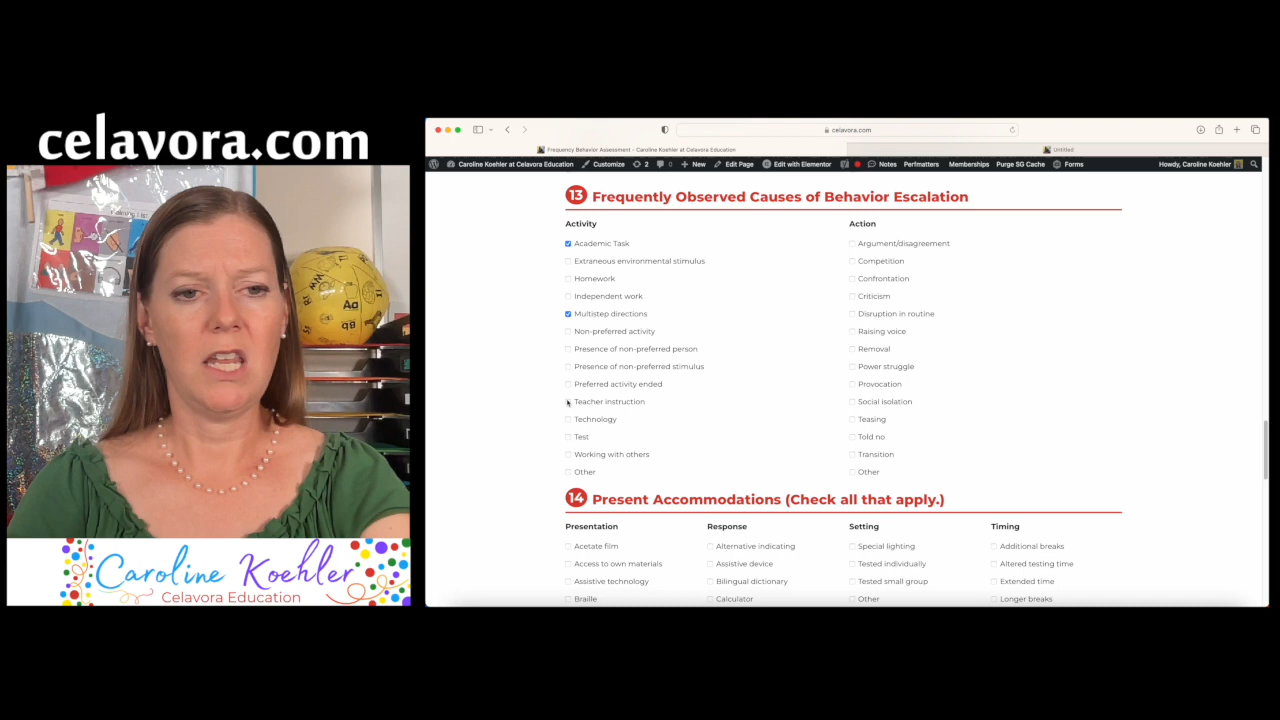 celavora.com
Aa
Caroline Koehler
Celavora Education
celavora.com
Frequency Behavior Assessment - Caroline Koehler at Celavora Education
Untitled
Caroline Koehler at Celavora Education Customize 2 0 New Edit Page Edit with Elementor Notes Perfmatters Memberships Purge SG Cache Forms Howdy, Caroline Koehler
13 Frequently Observed Causes of Behavior Escalation
Activity
Academic Task
Extraneous environmental stimulus
Homework
Independent work
Multistep directions
Non-preferred activity
Presence of non-preferred person
Presence of non-preferred stimulus
Preferred activity ended
Teacher instruction
Technology
Test
Working with others
Other
Action
Argument/disagreement
Competition
Confrontation
Criticism
Disruption in routine
Raising voice
Removal
Power struggle
Provocation
Social isolation
Teasing
Told no
Transition
Other
14 Present Accommodations (Check all that apply.)
Presentation
Acetate film
Access to own materials
Assistive technology
Braille
Response
Alternative indicating
Assistive device
Bilingual dictionary
Calculator
Setting
Special lighting
Tested individually
Tested small group
Other
Timing
Additional breaks
Altered testing time
Extended time
Longer breaks